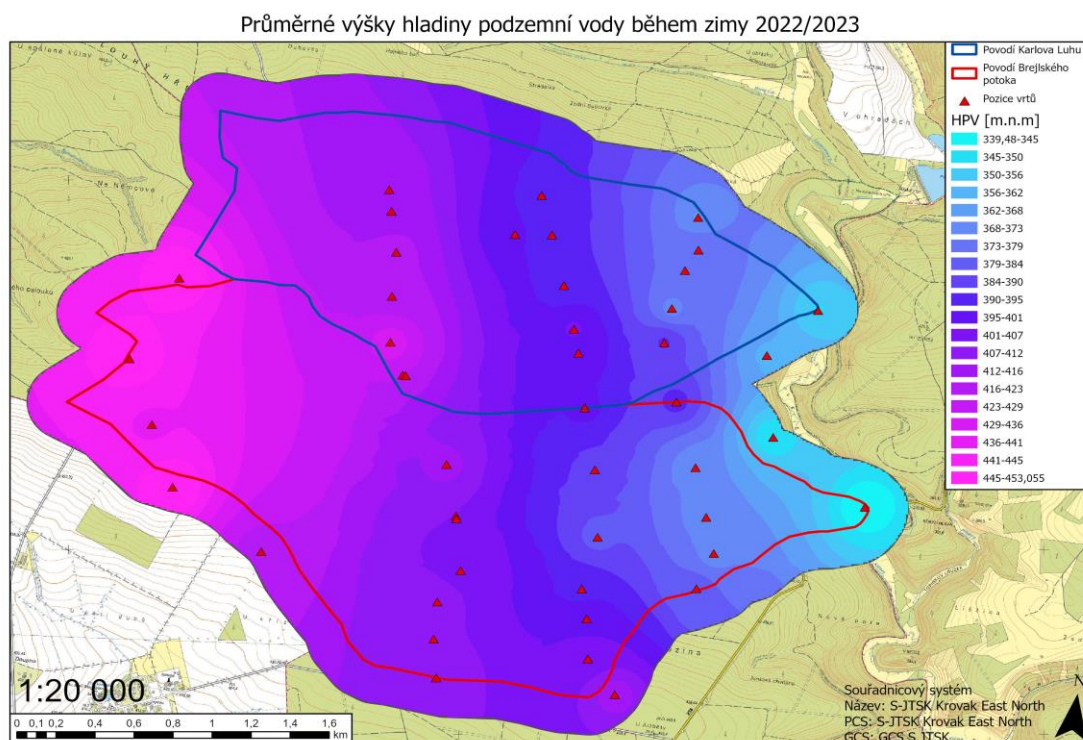 Průměrné výšky hladiny podzemní vody během zimy 2022/2023
Povodí Karlova Luhu
Povodí Brejlského
potoka
Pozice vrtů
HPV [m.n.m]
339,48-345
345-350
350-356
356-362
362-368
368-373
373-379
379-384
384-390
390-395
395-401
401-407
407-412
412-416
416-423
423-429
429-436
436-441
441-445
445-453,055
V ohradách
Na Němcově
1:20 000
0 0,1 0,2 0,4 0,6 0,8 1 1,2 1,4 1,6
km
Souřadnicový systém
Název: S-JTSK Krovak East North
PCS: S-JTSK Krovak East North
GCS: GCS S JTSK
N